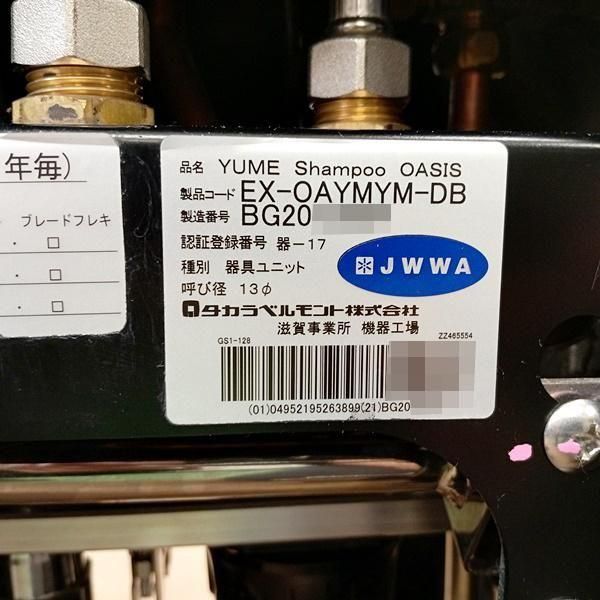 年毎)
ブレードフレキ
・ □
・ □
・ □
品名 YUME Shampoo OASIS
製品コード EX-OAYMYM-DB
製造番号 BG20
認証登録番号 器-17
種別 器具ユニット
呼び径 13φ
JWWA
タカラベルモント株式会社
滋賀事業所 機器工場
GS1-128 ZZ465554
(01)04952195263899(21)BG20